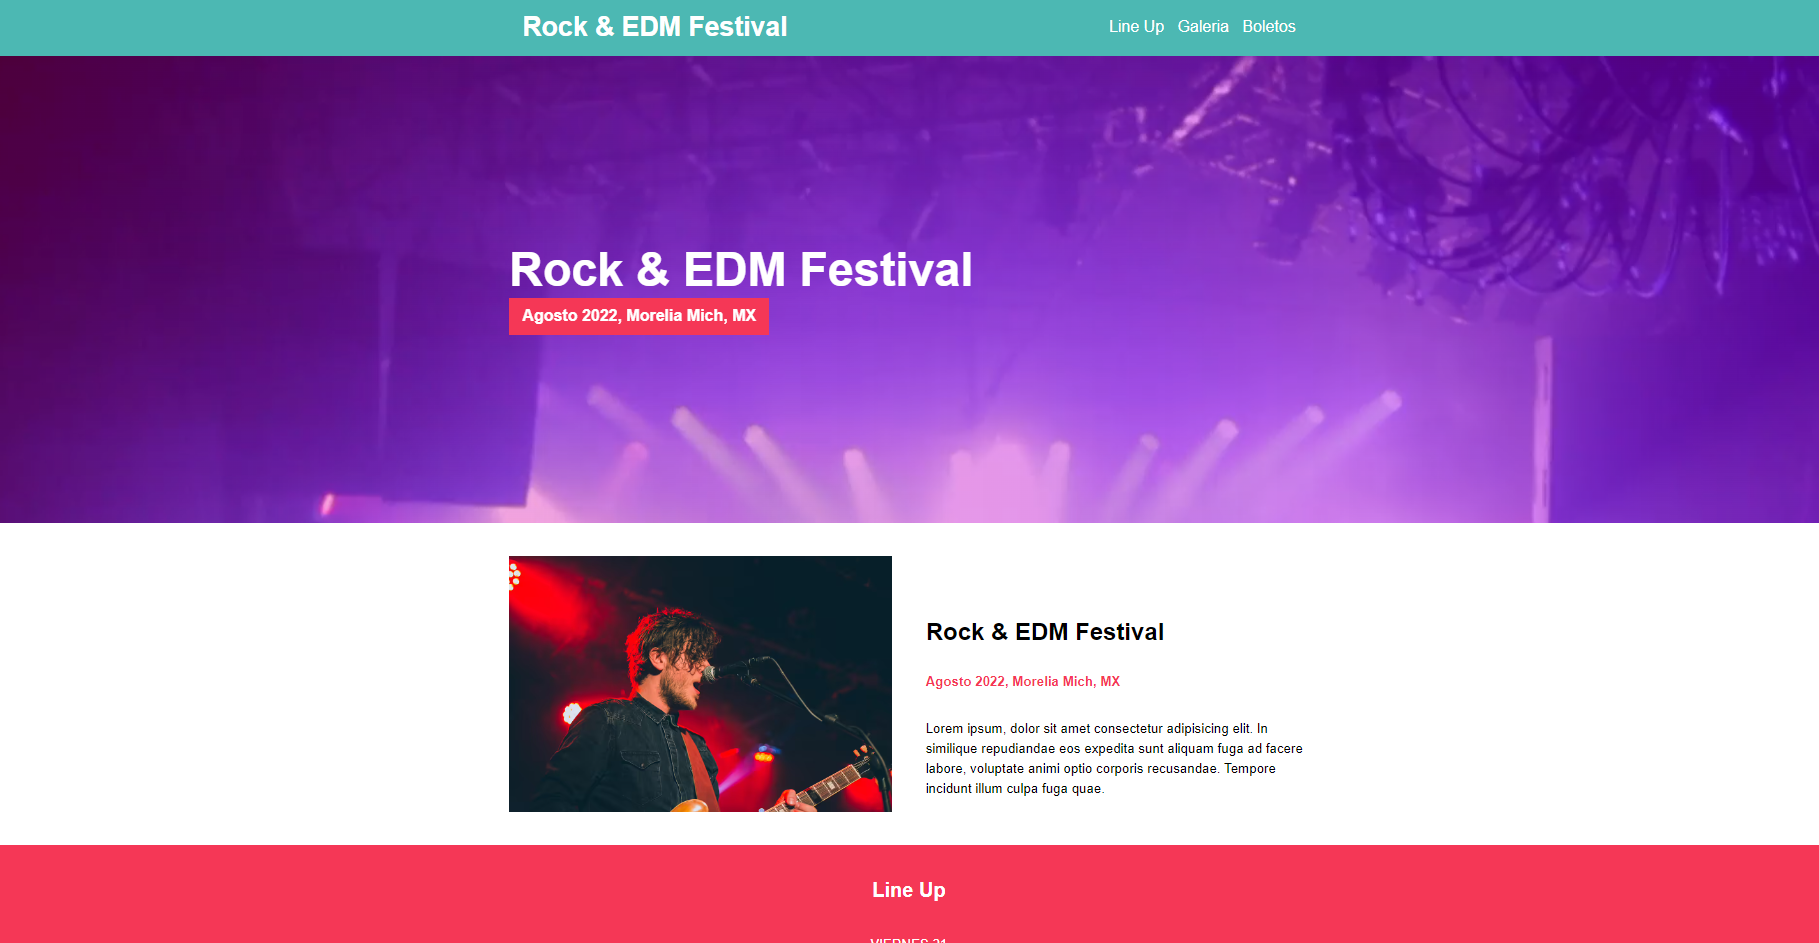 Rock & EDM Festival
Line Up Galeria Boletos
Rock & EDM Festival
Agosto 2022, Morelia Mich, MX
Rock & EDM Festival
Agosto 2022, Morelia Mich, MX
Lorem ipsum, dolor sit amet consectetur adipisicing elit. In
similique repudiandae eos expedita sunt aliquam fuga ad facere
labore, voluptate animi optio corporis recusandae. Tempore
incidunt illum culpa fuga quae.
Line Up
VIERNES 21